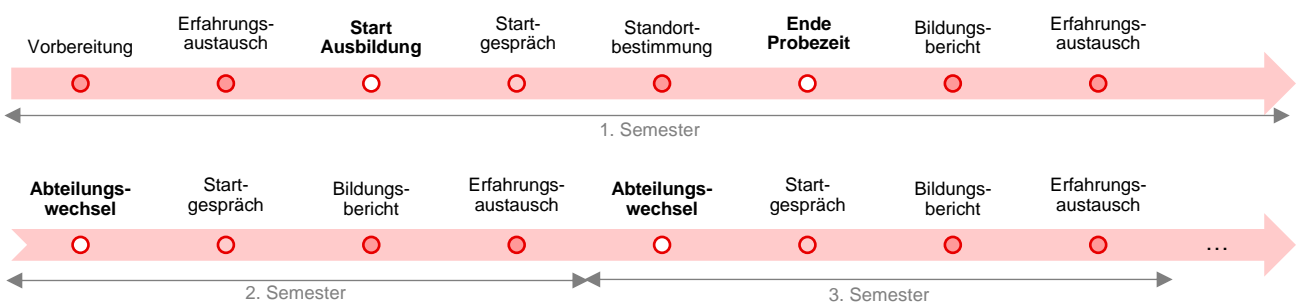 Vorbereitung
Erfahrungs-
austausch
Start
Ausbildung
Start-
gespräch
Standort-
bestimmung
Ende
Probezeit
Bildungs-
bericht
Erfahrungs-
austausch
1. Semester
Abteilungs-
wechsel
Start-
gespräch
Bildungs-
bericht
Erfahrungs-
austausch
Abteilungs-
wechsel
Start-
gespräch
Bildungs-
bericht
Erfahrungs-
austausch
...
2. Semester
3. Semester